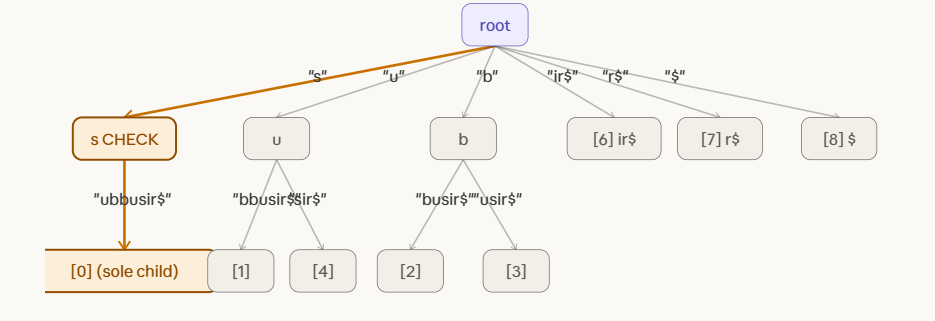 root
"s" "u" "b" "ir$" "r$" "$"
s CHECK u b [6] ir$ [7] r$ [8] $
"ubbusir$" "bbusir$" "sir$" "busir$" "usir$"
[0] (sole child) [1] [4] [2] [3]